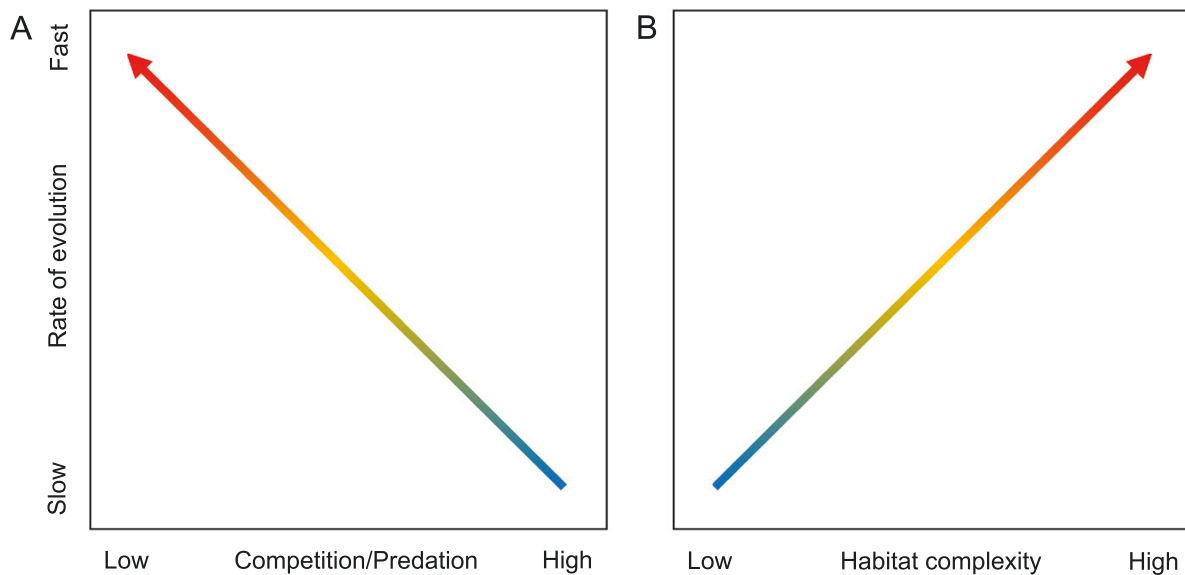 A
Fast
Rate of evolution
Slow
Low
Competition/Predation
High
B
Low
Habitat complexity
High